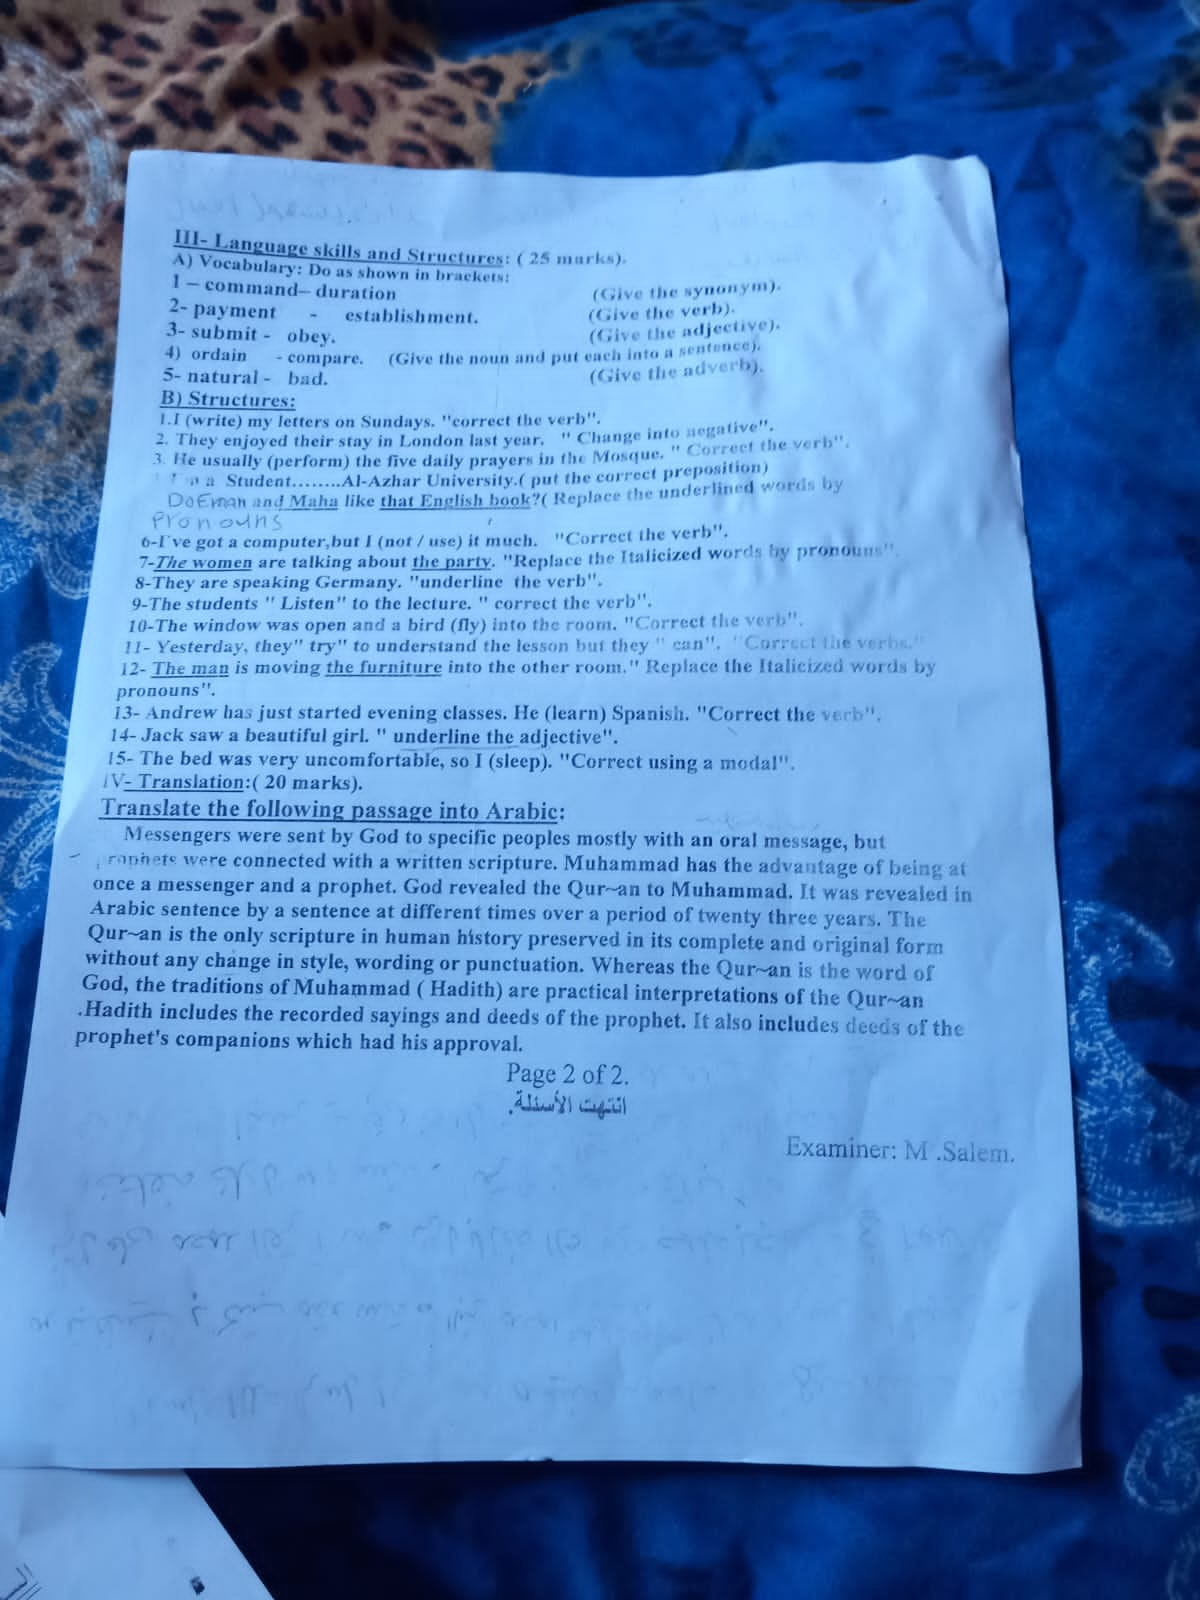 III- Language skills and Structures: ( 25 marks).
A) Vocabulary: Do as shown in brackets:
1 – command– duration (Give the synonym).
2- payment - establishment. (Give the verb).
3- submit - obey. (Give the adjective).
4) ordain - compare. (Give the noun and put each into a sentence).
5- natural - bad. (Give the adverb).
B) Structures:
1.I (write) my letters on Sundays. "correct the verb".
2. They enjoyed their stay in London last year. " Change into negative".
3. He usually (perform) the five daily prayers in the Mosque. " Correct the verb".
a Student........Al-Azhar University.( put the correct preposition)
Do Eman and Maha like that English book?( Replace the underlined words by
Pronouns
6-I've got a computer,but I (not / use) it much. "Correct the verb".
7-The women are talking about the party. "Replace the Italicized words by pronouns".
8-They are speaking Germany. "underline the verb".
9-The students " Listen" to the lecture. " correct the verb".
10-The window was open and a bird (fly) into the room. "Correct the verb".
11- Yesterday, they" try" to understand the lesson but they " can". "Correct the verbs."
12- The man is moving the furniture into the other room." Replace the Italicized words by
pronouns".
13- Andrew has just started evening classes. He (learn) Spanish. "Correct the verb".
14- Jack saw a beautiful girl. " underline the adjective".
15- The bed was very uncomfortable, so I (sleep). "Correct using a modal".
IV- Translation:( 20 marks).
Translate the following passage into Arabic:
Messengers were sent by God to specific peoples mostly with an oral message, but
prophets were connected with a written scripture. Muhammad has the advantage of being at
once a messenger and a prophet. God revealed the Qur~an to Muhammad. It was revealed in
Arabic sentence by a sentence at different times over a period of twenty three years. The
Qur~an is the only scripture in human history preserved in its complete and original form
without any change in style, wording or punctuation. Whereas the Qur~an is the word of
God, the traditions of Muhammad ( Hadith) are practical interpretations of the Qur~an
.Hadith includes the recorded sayings and deeds of the prophet. It also includes deeds of the
prophet's companions which had his approval.
Page 2 of 2.
انتهت الأسئلة.
Examiner: M .Salem.